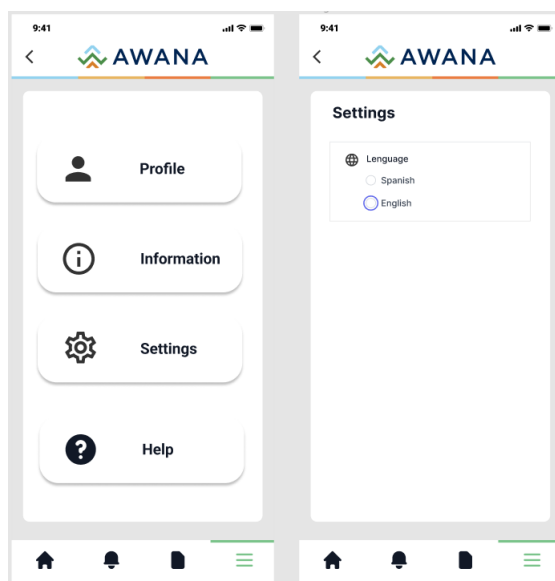 9:41
AWANA
Profile
Information
Settings
Help
9:41
AWANA
Settings
Lenguage
Spanish
English